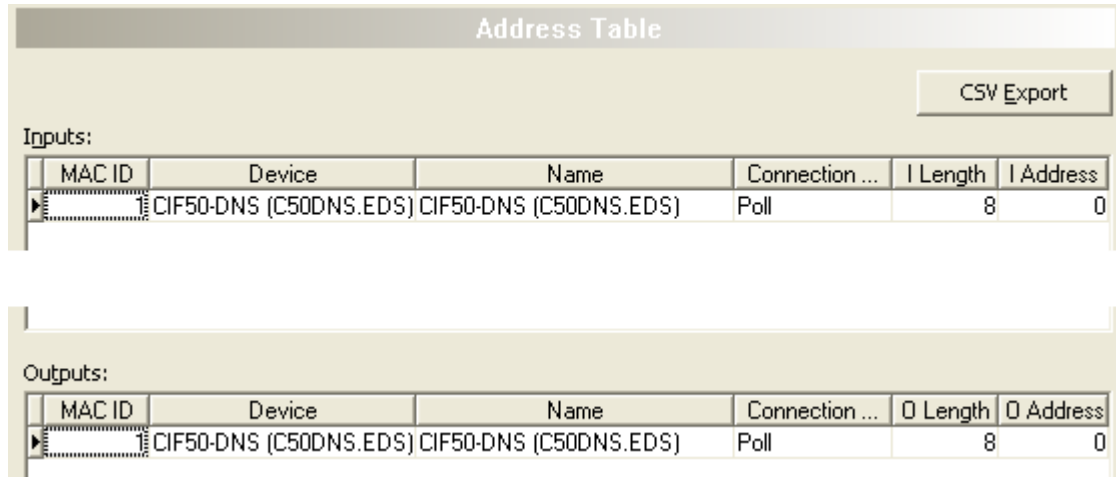 Address Table
CSV Export
Inputs:
MAC ID Device Name Connection ... I Length I Address
1 CIF50-DNS (C50DNS.EDS) CIF50-DNS (C50DNS.EDS) Poll 8 0
Outputs:
MAC ID Device Name Connection ... O Length O Address
1 CIF50-DNS (C50DNS.EDS) CIF50-DNS (C50DNS.EDS) Poll 8 0